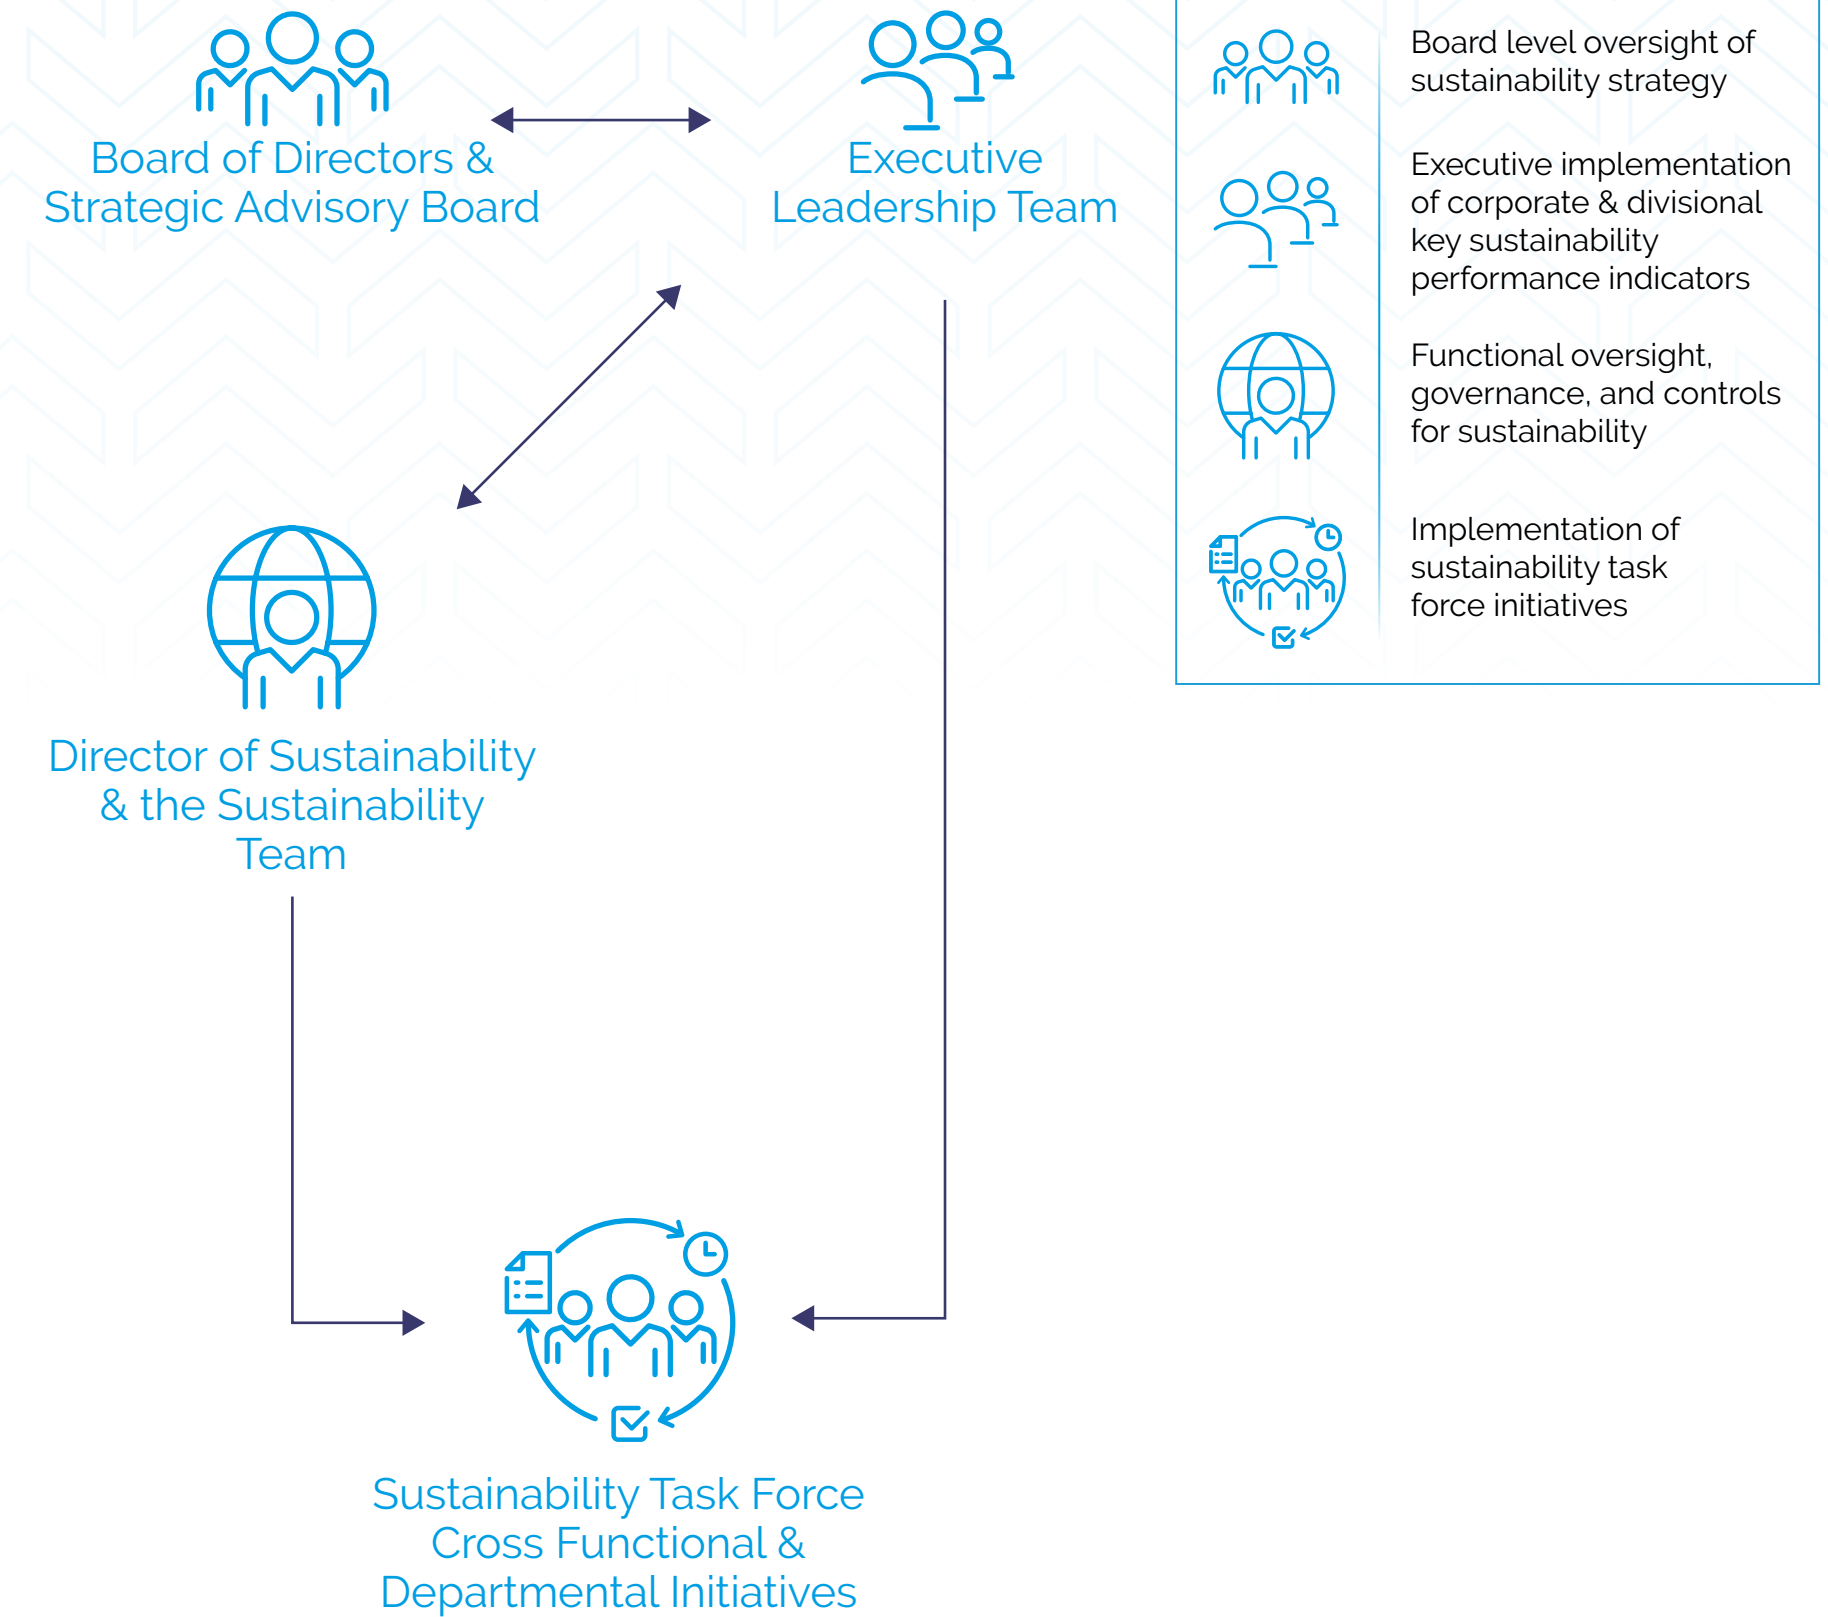 Board of Directors &
Strategic Advisory Board
Executive
Leadership Team
Director of Sustainability
& the Sustainability
Team
Sustainability Task Force
Cross Functional &
Departmental Initiatives
Board level oversight of
sustainability strategy
Executive implementation
of corporate & divisional
key sustainability
performance indicators
Functional oversight,
governance, and controls
for sustainability
Implementation of
sustainability task
force initiatives